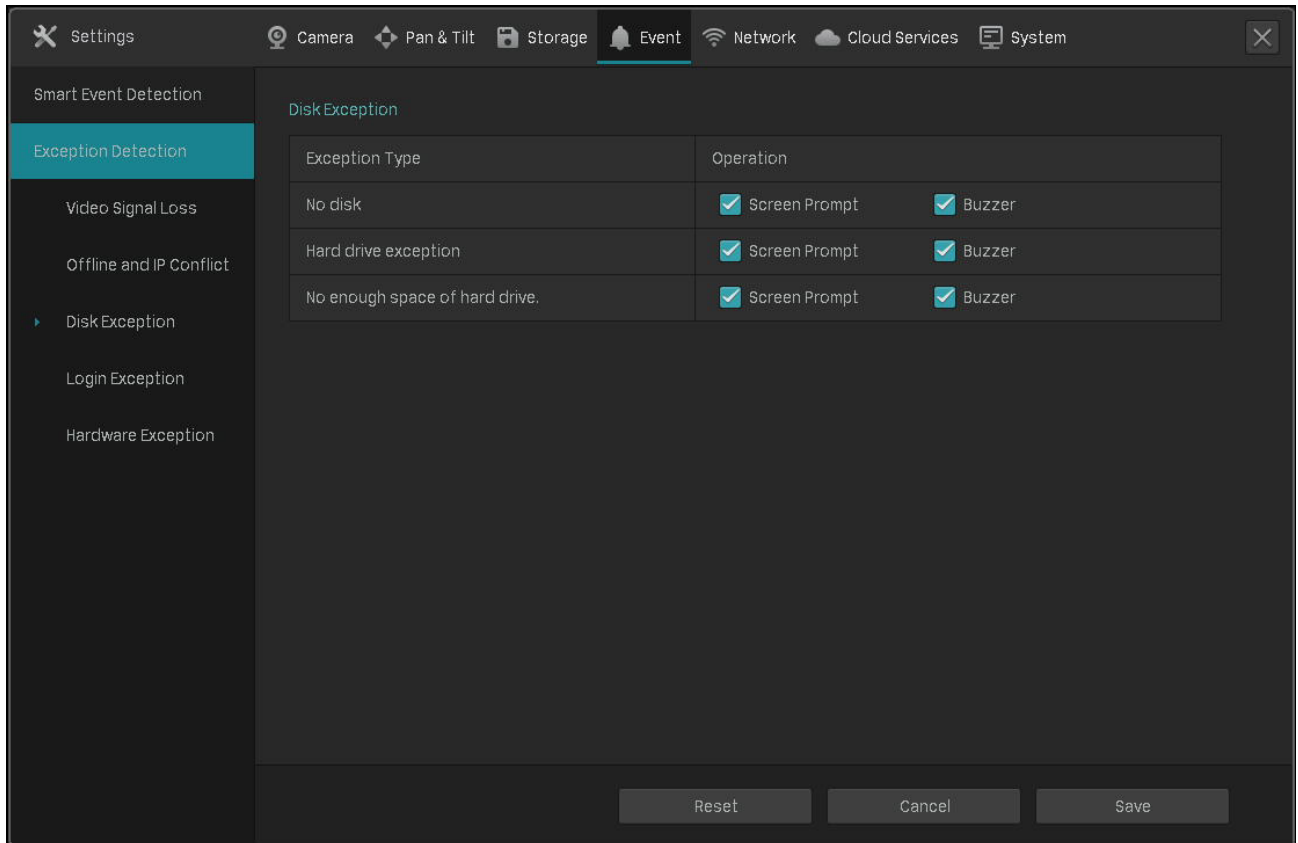 Settings
Camera Pan & Tilt Storage Event Network Cloud Services System
Smart Event Detection
Exception Detection
Video Signal Loss
Offline and IP Conflict
Disk Exception
Login Exception
Hardware Exception
Disk Exception
Exception Type Operation
No disk Screen Prompt Buzzer
Hard drive exception Screen Prompt Buzzer
No enough space of hard drive. Screen Prompt Buzzer
Reset Cancel Save